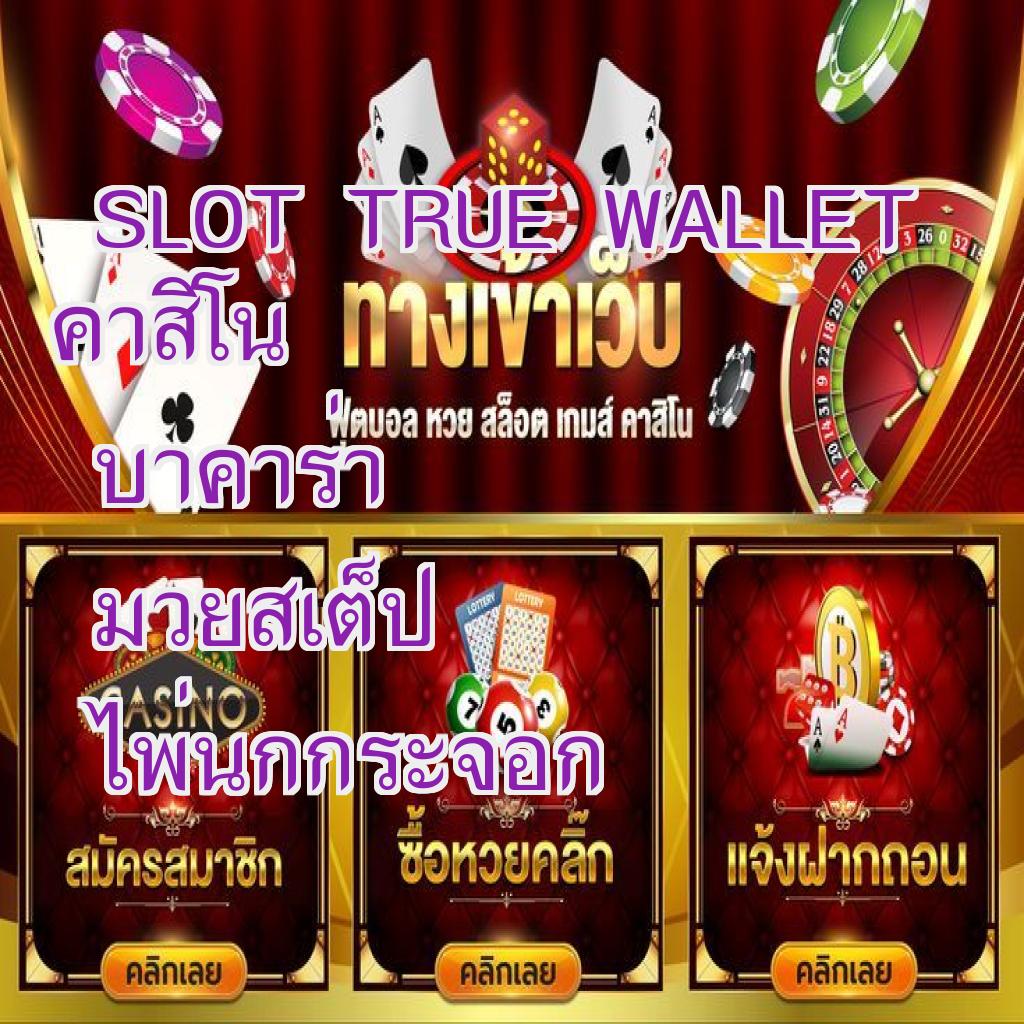 SLOT TRUE WALLET
คาสิโน
ทางเข้าเว็บ
ฟุตบอล หวย สล็อต เกมส์ คาสิโน
บาคาร่า
มวยสเต็ป
ไพ่นกกระจอก
LOTTERY LOTTERY
CASINO
7 5 3
สมัครสมาชิก
ซื้อหวยคลิ๊ก
แจ้งฝากถอน
คลิกเลย
คลิกเลย
คลิกเลย